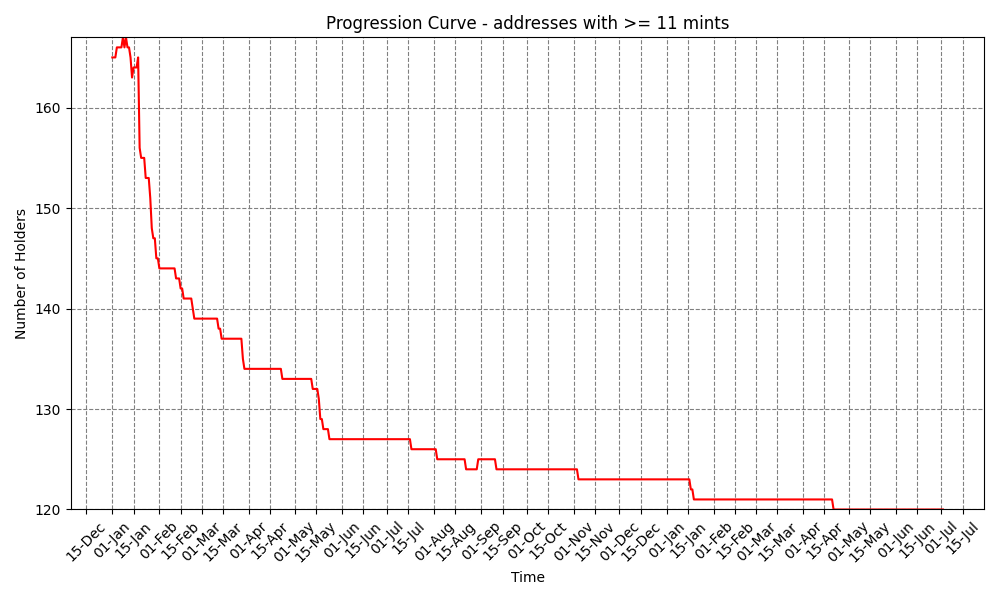 Progression Curve - addresses with >= 11 mints
Number of Holders
160
150
140
130
120
15-Dec
01-Jan
15-Jan
01-Feb
15-Feb
01-Mar
15-Mar
01-Apr
15-Apr
01-May
15-May
01-Jun
15-Jun
01-Jul
15-Jul
01-Aug
15-Aug
01-Sep
15-Sep
01-Oct
15-Oct
01-Nov
15-Nov
01-Dec
15-Dec
01-Jan
15-Jan
01-Feb
15-Feb
01-Mar
15-Mar
01-Apr
15-Apr
01-May
15-May
01-Jun
15-Jun
01-Jul
15-Jul
Time